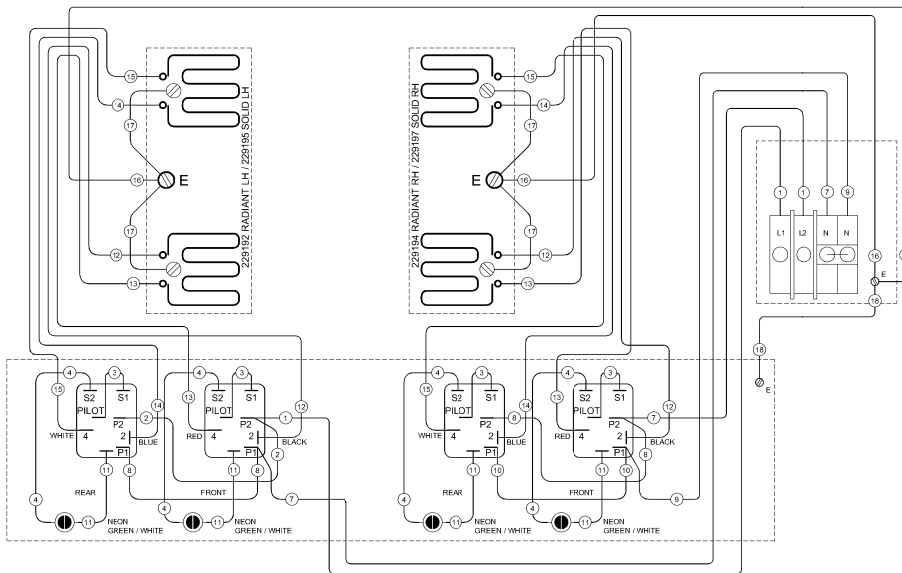 15
14
17
16
E
17
12
13
229192 RADIANT LH / 229195 SOLID LH
15
14
17
E
16
17
12
13
229194 RADIANT RH / 229197 SOLID RH
1
1
7
9
L1
L2
N
N
16
E
18
18
E
4
3
15
S2
S1
PILOT
P2
2
14
WHITE
4
2
BLUE
P1
11
8
REAR
4
11
NEON
GREEN / WHITE
4
3
13
S2
S1
PILOT
P2
1
12
RED
4
2
BLACK
P1
2
11
8
FRONT
7
4
11
NEON
GREEN / WHITE
4
3
15
S2
S1
PILOT
P2
8
14
WHITE
4
2
BLUE
P1
11
10
REAR
4
11
NEON
GREEN / WHITE
4
3
13
S2
S1
PILOT
P2
7
12
RED
4
2
BLACK
P1
8
11
10
FRONT
9
4
11
NEON
GREEN / WHITE